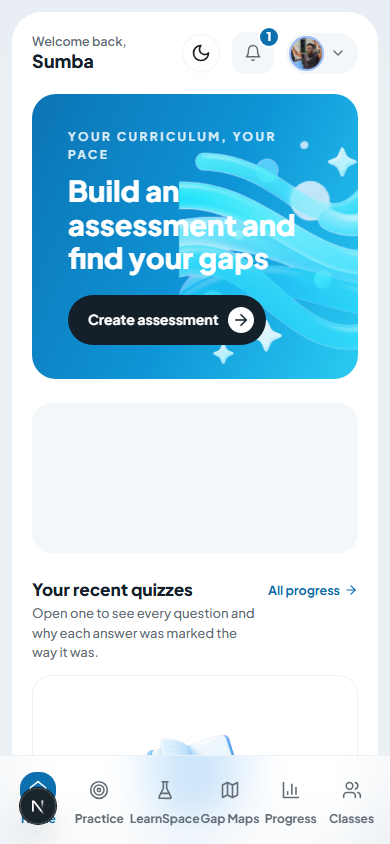 Welcome back,
Sumba
1
YOUR CURRICULUM, YOUR
PACE
Build an
assessment and
find your gaps
Create assessment
Your recent quizzes
All progress
Open one to see every question and
why each answer was marked the
way it was.
N
Practice
LearnSpace
Gap Maps
Progress
Classes